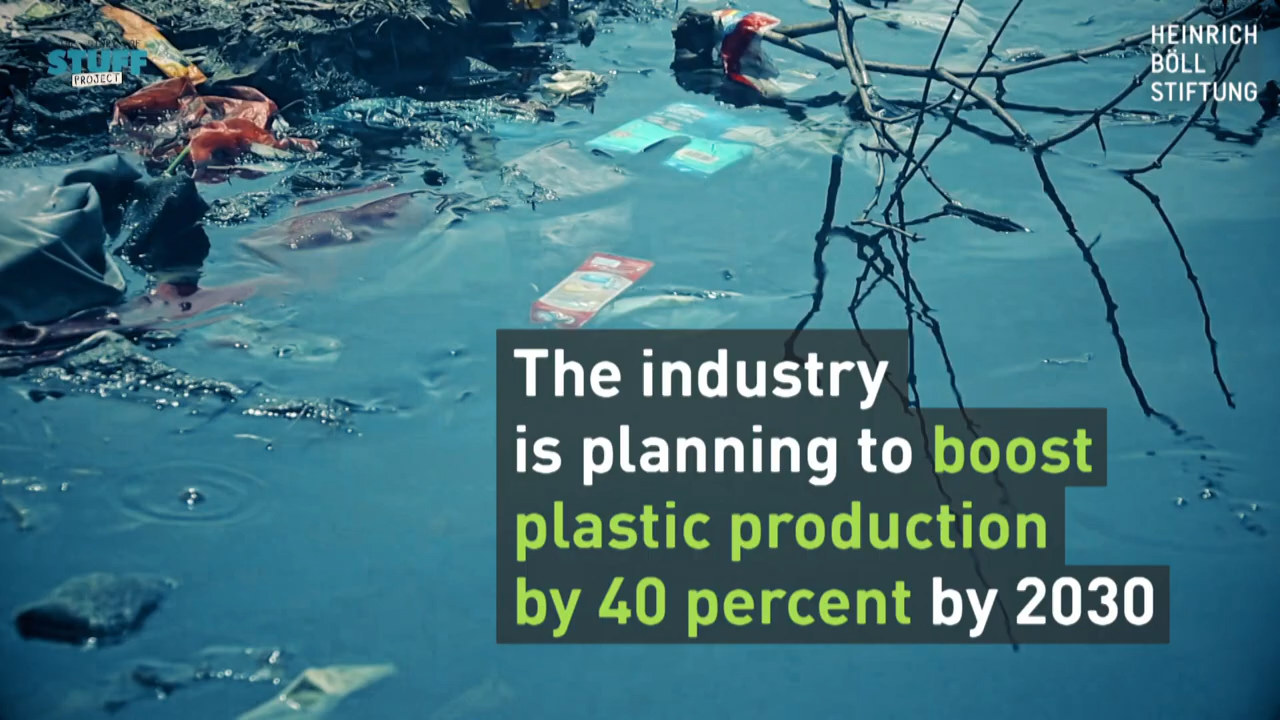 STUFF
PROJECT
HEINRICH
BÖLL
STIFTUNG
The industry
is planning to boost
plastic production
by 40 percent by 2030